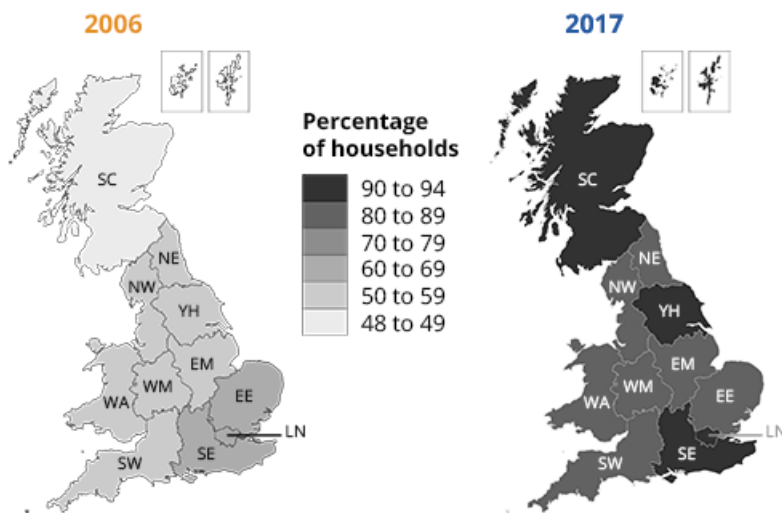 2006
2017
Percentage
of households
90 to 94
80 to 89
70 to 79
60 to 69
50 to 59
48 to 49
SC
NE
NW
YH
EM
WM
WA
EE
LN
SE
SW
SC
NE
NW
YH
EM
WM
WA
EE
LN
SE
SW